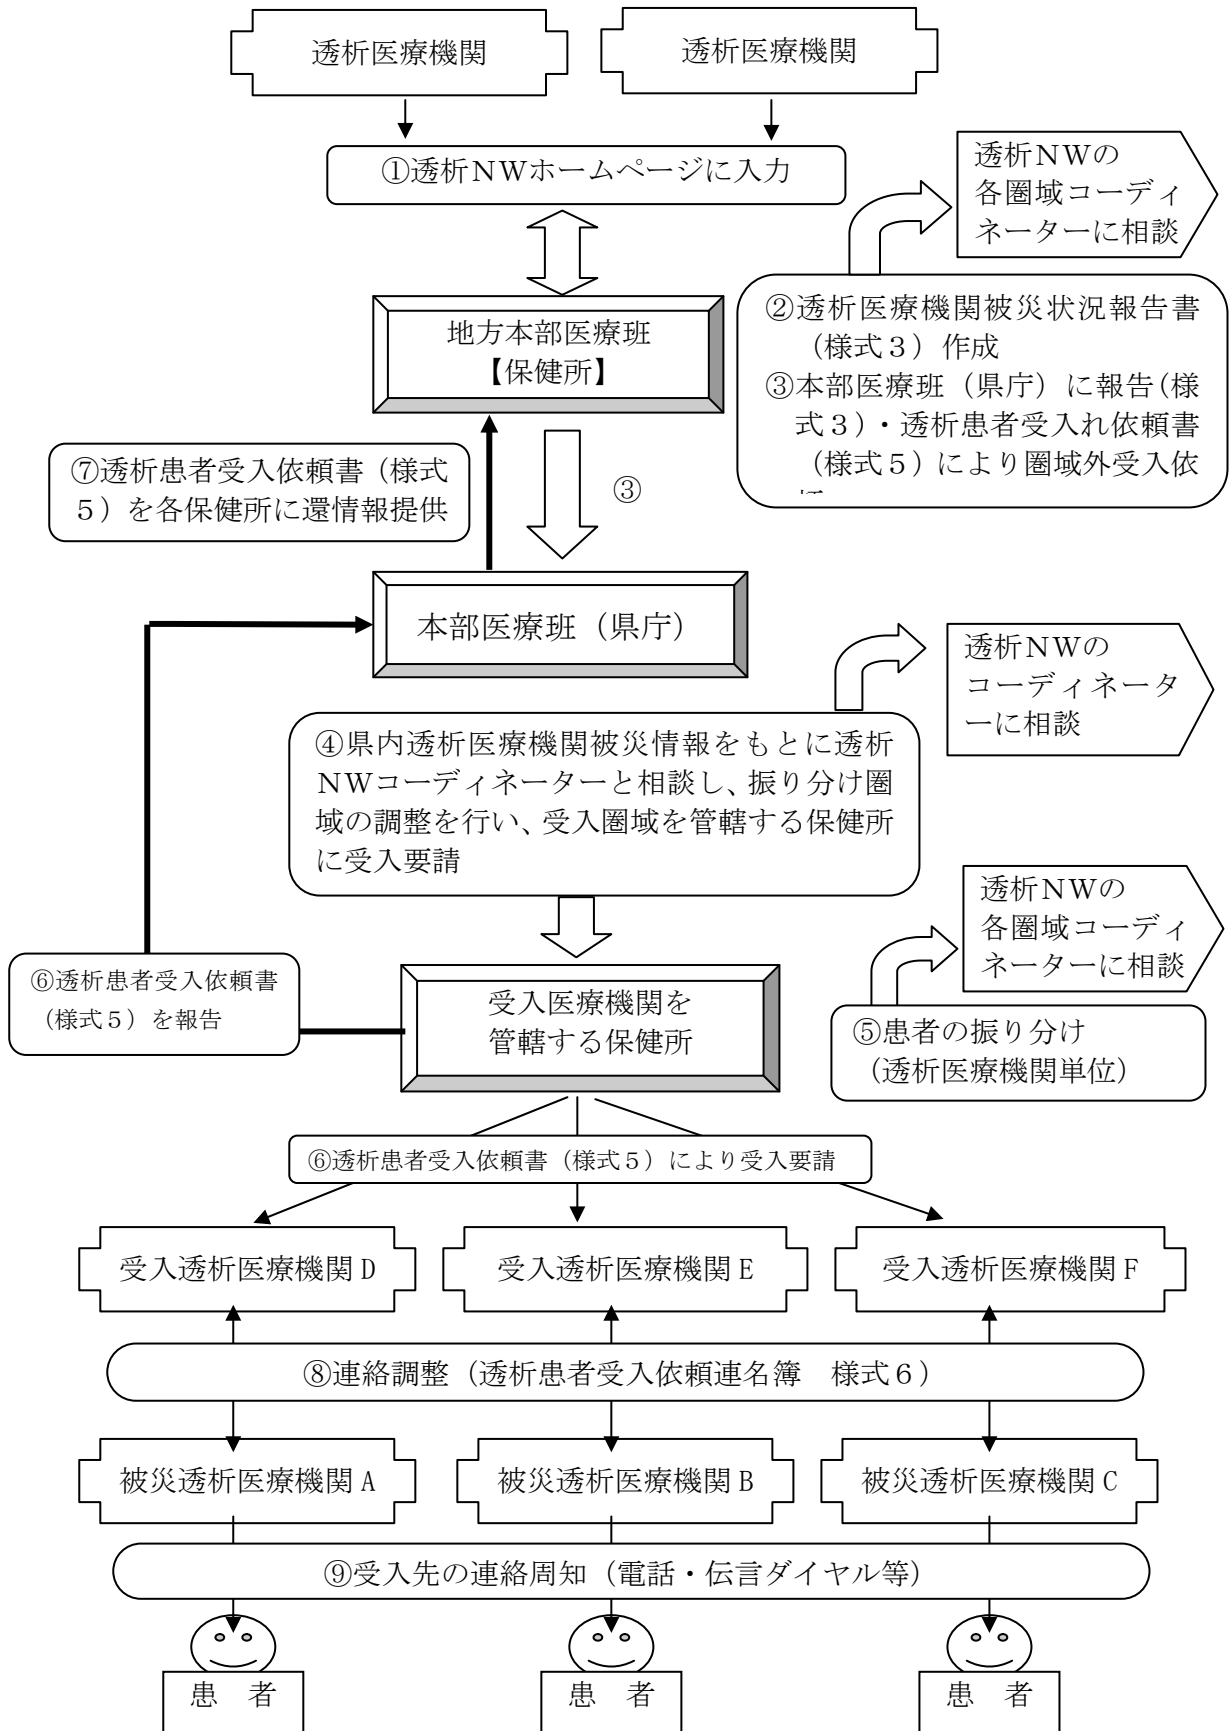 透析医療機関
透析医療機関
①透析NWホームページに入力
透析NWの
各圏域コーディ
ネーターに相談
地方本部医療班
【保健所】
②透析医療機関被災状況報告書
（様式３）作成
③本部医療班（県庁）に報告(様
式３）・透析患者受入れ依頼書
（様式５）により圏域外受入依
⑦透析患者受入依頼書（様式
５）を各保健所に還情報提供
③
本部医療班（県庁）
透析NWの
コーディネータ
ーに相談
④県内透析医療機関被災情報をもとに透析
NWコーディネーターと相談し、振り分け圏
域の調整を行い、受入圏域を管轄する保健所
に受入要請
透析NWの
各圏域コーディ
ネーターに相談
⑥透析患者受入依頼書
（様式５）を報告
受入医療機関を
管轄する保健所
⑤患者の振り分け
（透析医療機関単位）
⑥透析患者受入依頼書（様式５）により受入要請
受入透析医療機関 D
受入透析医療機関 E
受入透析医療機関 F
⑧連絡調整（透析患者受入依頼連名簿　様式６）
被災透析医療機関 A
被災透析医療機関 B
被災透析医療機関 C
⑨受入先の連絡周知（電話・伝言ダイヤル等）
患　者
患　者
患　者